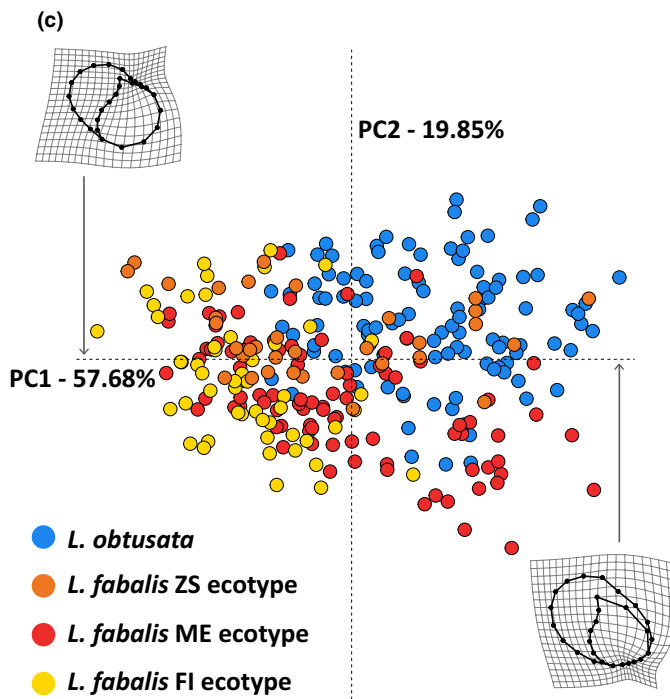 (c)
PC2 - 19.85%
PC1 - 57.68%
L. obtusata
L. fabalis ZS ecotype
L. fabalis ME ecotype
L. fabalis FI ecotype